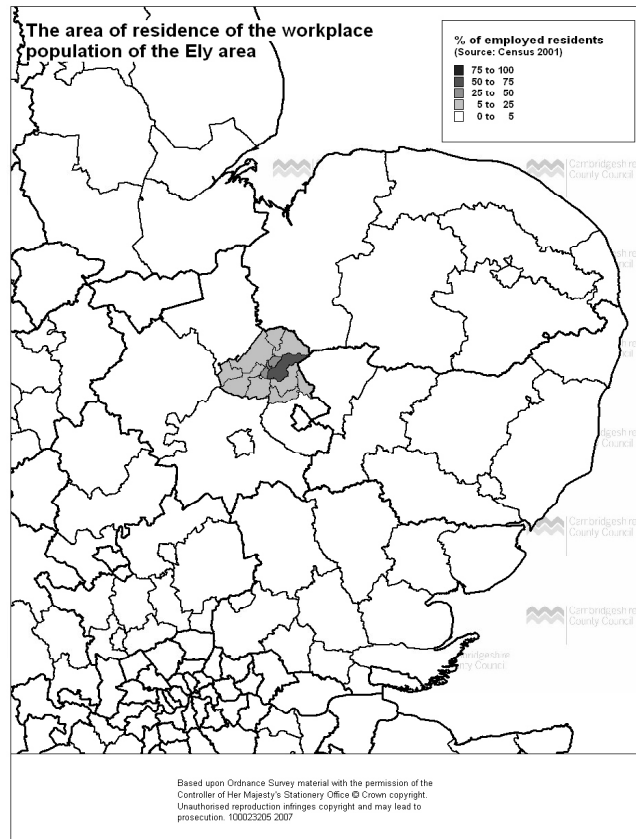 The area of residence of the workplace
population of the Ely area
% of employed residents
(Source: Census 2001)
75 to 100
50 to 75
25 to 50
5 to 25
0 to 5
Cambridgeshire
County Council
Cambridgeshire
County Council
Cambridgeshire
County Council
Based upon Ordnance Survey material with the permission of the
Controller of Her Majesty's Stationery Office © Crown copyright.
Unauthorised reproduction infringes copyright and may lead to
prosecution. 100023205 2007